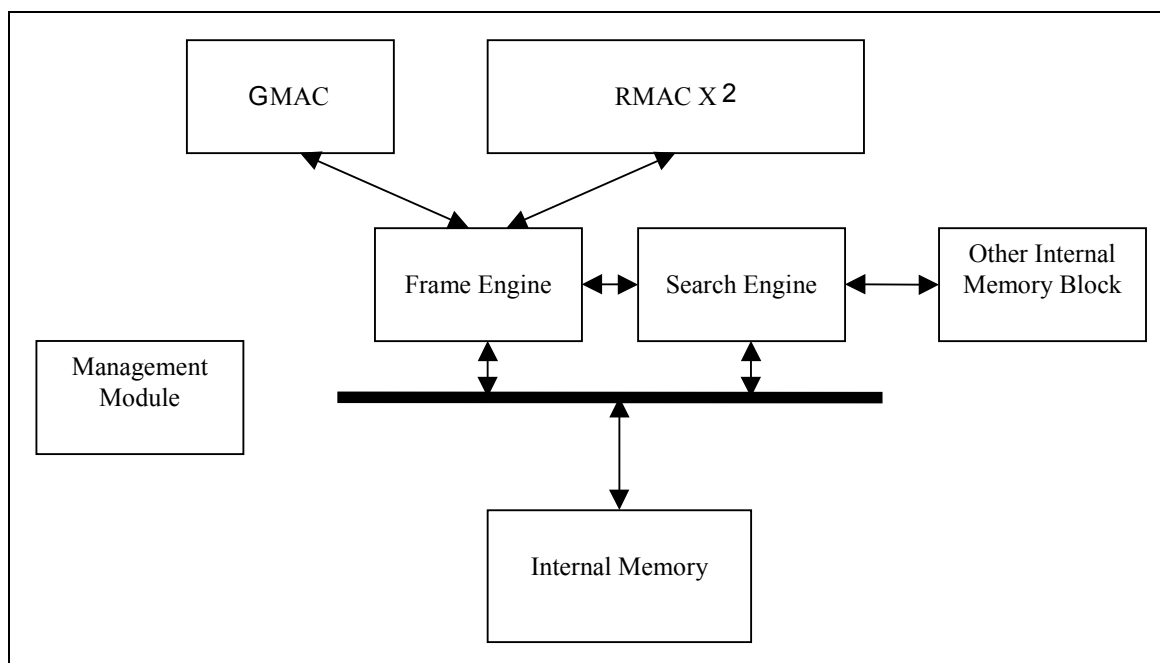 GMAC
RMAC X 2
Frame Engine
Search Engine
Other Internal
Memory Block
Management
Module
Internal Memory